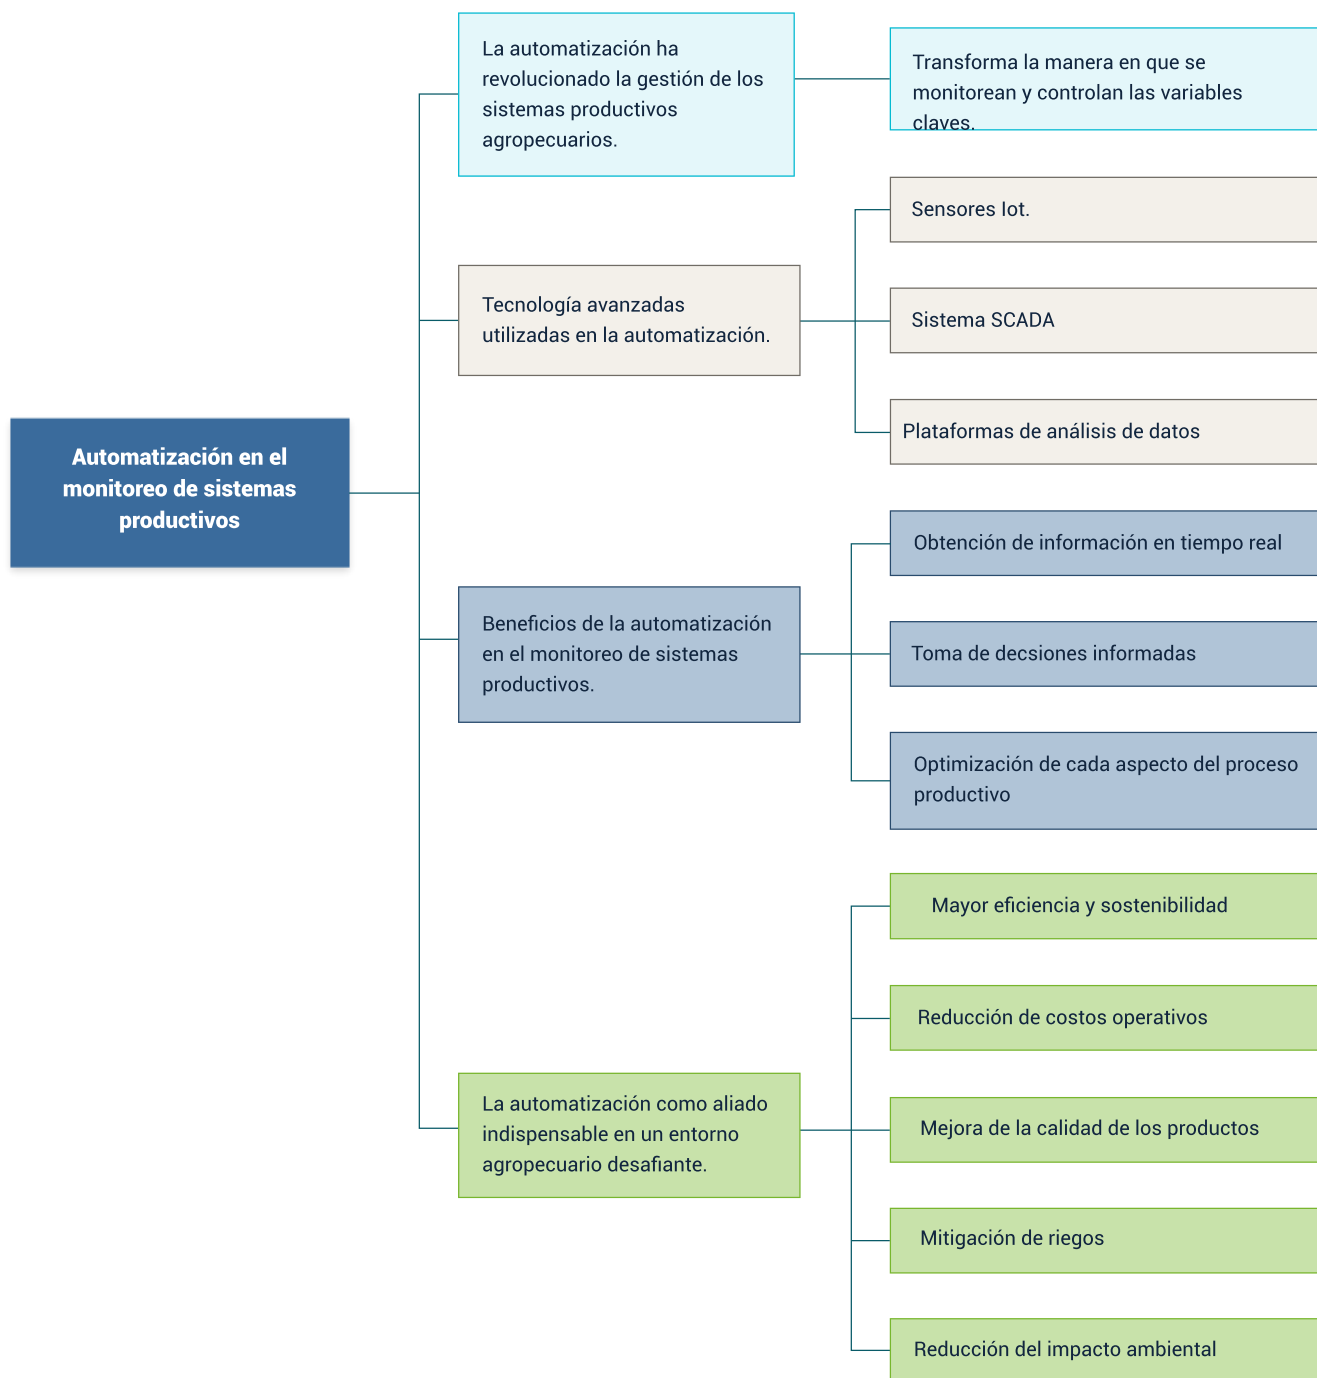 Automatización en el
monitoreo de sistemas
productivos
La automatización ha
revolucionado la gestión de los
sistemas productivos
agropecuarios.
Transforma la manera en que se
monitorean y controlan las variables
claves.
Tecnología avanzadas
utilizadas en la automatización.
Sensores Iot.
Sistema SCADA
Plataformas de análisis de datos
Beneficios de la automatización
en el monitoreo de sistemas
productivos.
Obtención de información en tiempo real
Toma de decsiones informadas
Optimización de cada aspecto del proceso
productivo
La automatización como aliado
indispensable en un entorno
agropecuario desafiante.
Mayor eficiencia y sostenibilidad
Reducción de costos operativos
Mejora de la calidad de los productos
Mitigación de riegos
Reducción del impacto ambiental